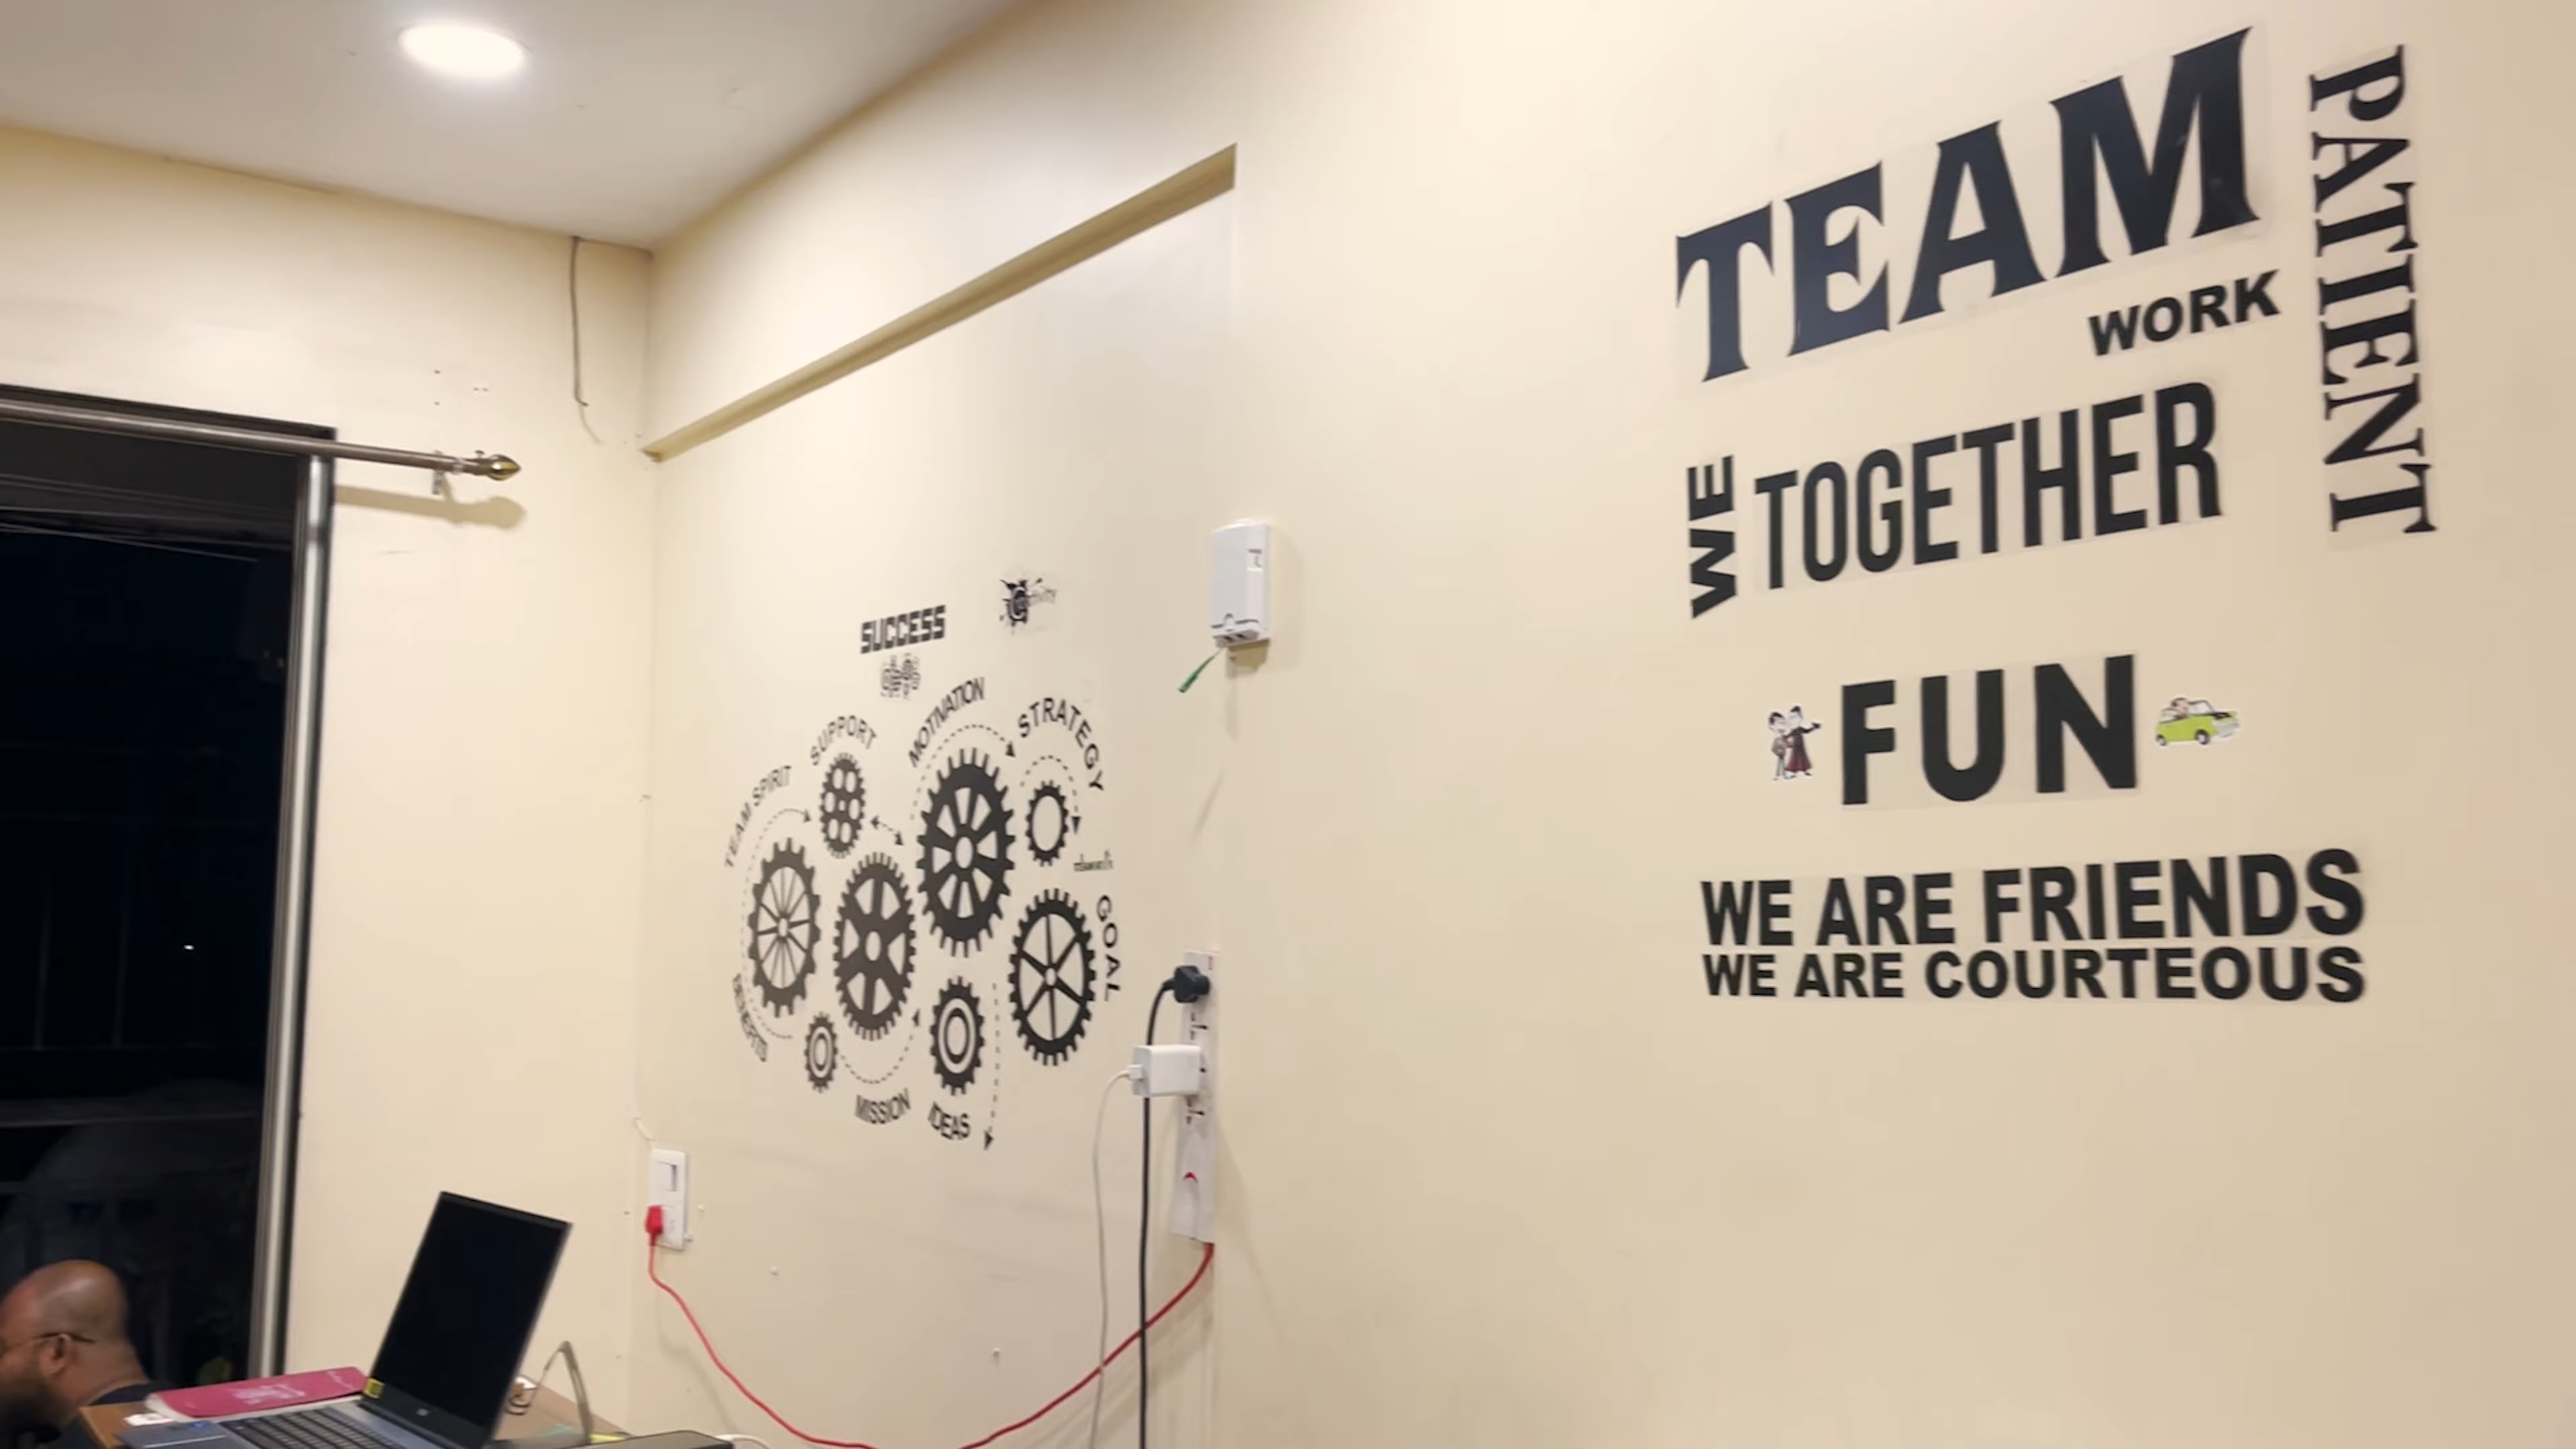 SUCCESS
SUPPORT
MOTIVATION
STRATEGY
TEAM SPIRIT
GOAL
BENEFITS
MISSION
IDEAS
TEAM
WORK
PATIENT
WE
TOGETHER
FUN
WE ARE FRIENDS
WE ARE COURTEOUS